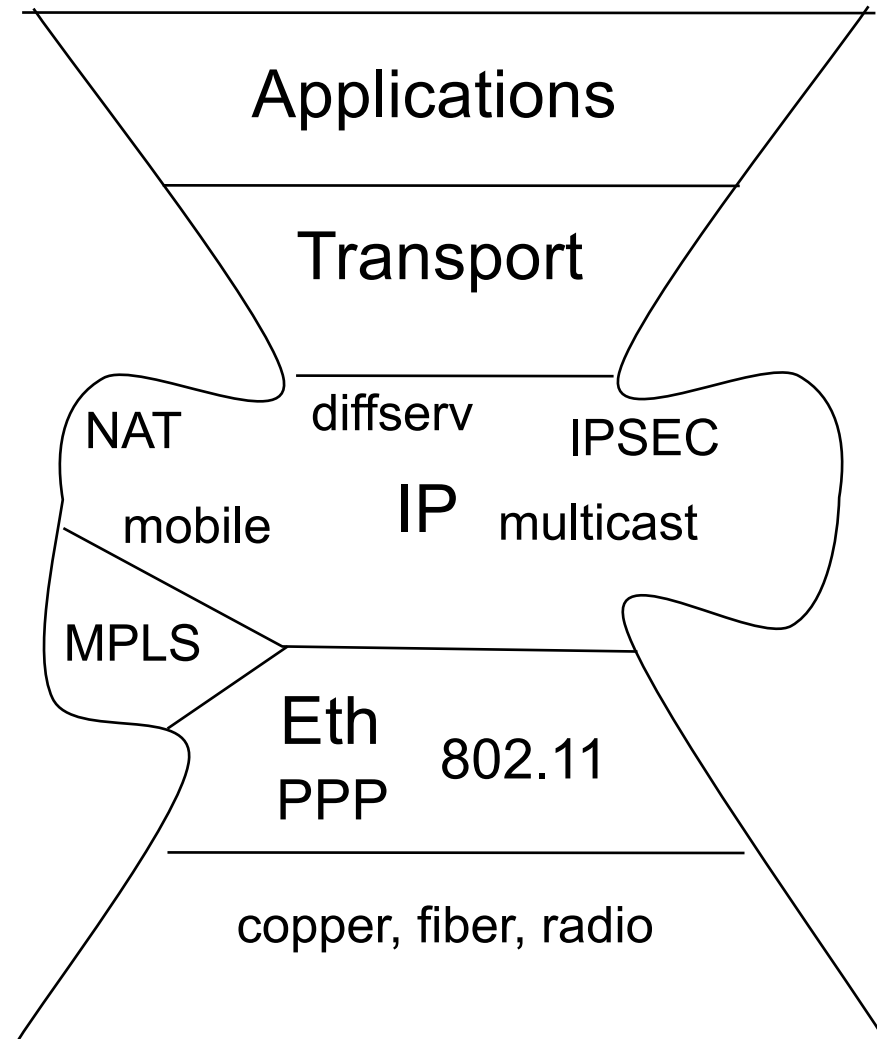 Applications
Transport
diffserv
NAT
IPSEC
IP
mobile
multicast
MPLS
Eth
802.11
PPP
copper, fiber, radio